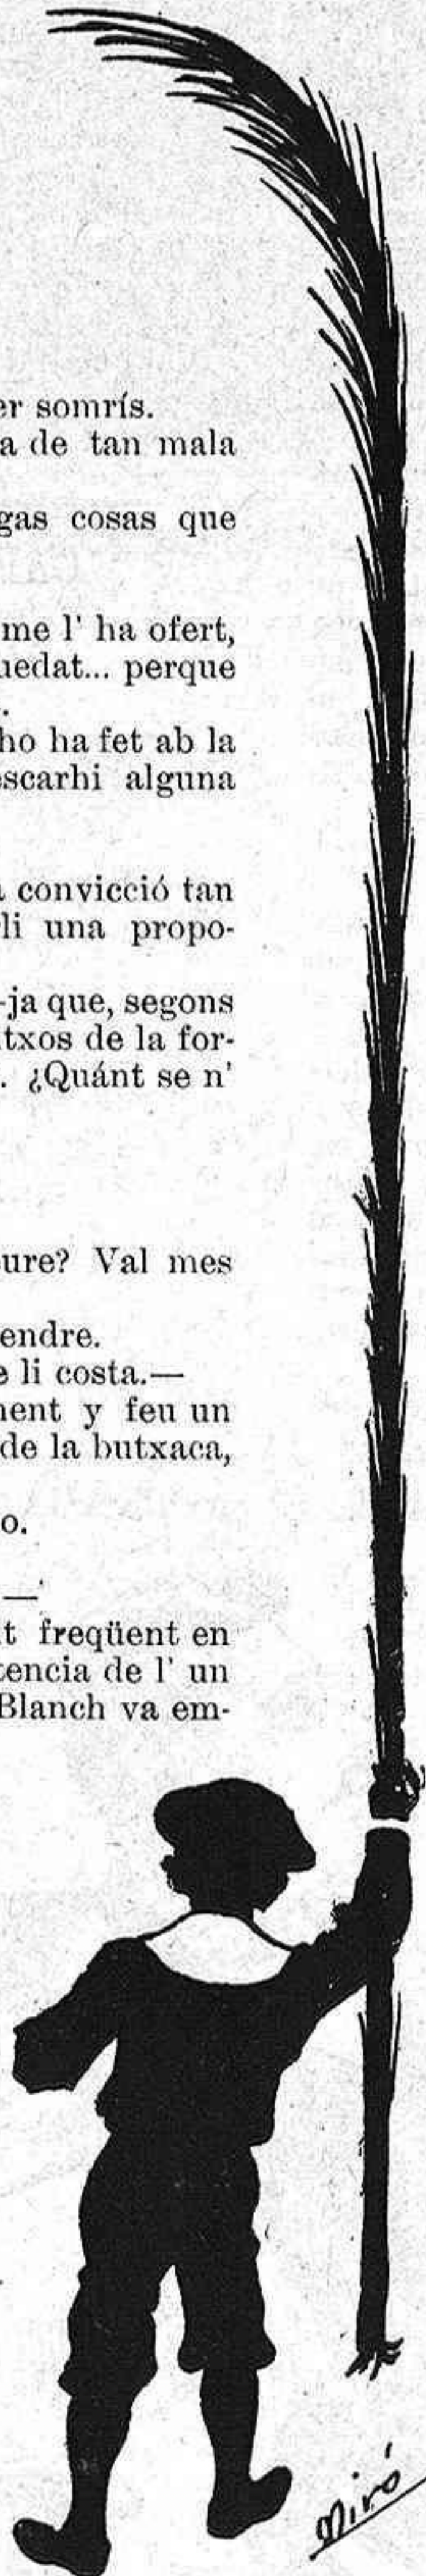 er somrís.
a de tan mala
gas cosas que
me l' ha ofert,
uedat... perque
.
ho ha fet ab la
escarhi alguna
a convicció tan
li una propo-
-ja que, segons
txos de la for-
. ¿Quánt se n'
ure? Val mes
endre.
e li costa.—
nent y feu un
de la butxaca,
o.
—
t freqüent en
tencia de l' un
Blanch va em-
Miró